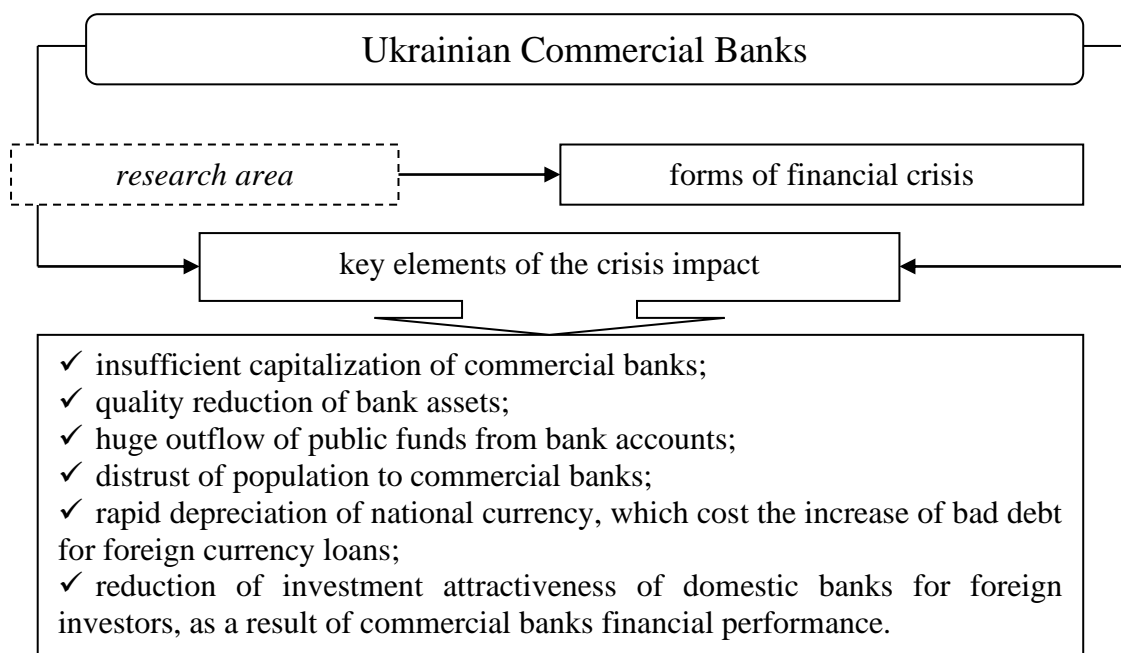 Ukrainian Commercial Banks
research area
forms of financial crisis
key elements of the crisis impact
✓ insufficient capitalization of commercial banks;
✓ quality reduction of bank assets;
✓ huge outflow of public funds from bank accounts;
✓ distrust of population to commercial banks;
✓ rapid depreciation of national currency, which cost the increase of bad debt
for foreign currency loans;
✓ reduction of investment attractiveness of domestic banks for foreign
investors, as a result of commercial banks financial performance.